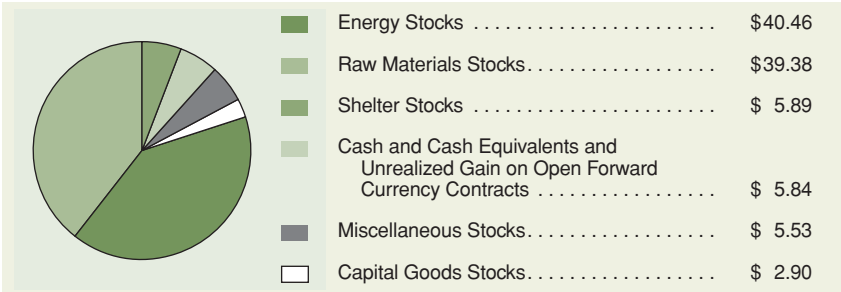 Energy Stocks . . . . . . . . . . . . . . . . . . . . . . . . $40.46
Raw Materials Stocks. . . . . . . . . . . . . . . . . . . $39.38
Shelter Stocks . . . . . . . . . . . . . . . . . . . . . . . . $ 5.89
Cash and Cash Equivalents and
Unrealized Gain on Open Forward
Currency Contracts . . . . . . . . . . . . . . . . . . $ 5.84
Miscellaneous Stocks. . . . . . . . . . . . . . . . . . . $ 5.53
Capital Goods Stocks. . . . . . . . . . . . . . . . . . . $ 2.90